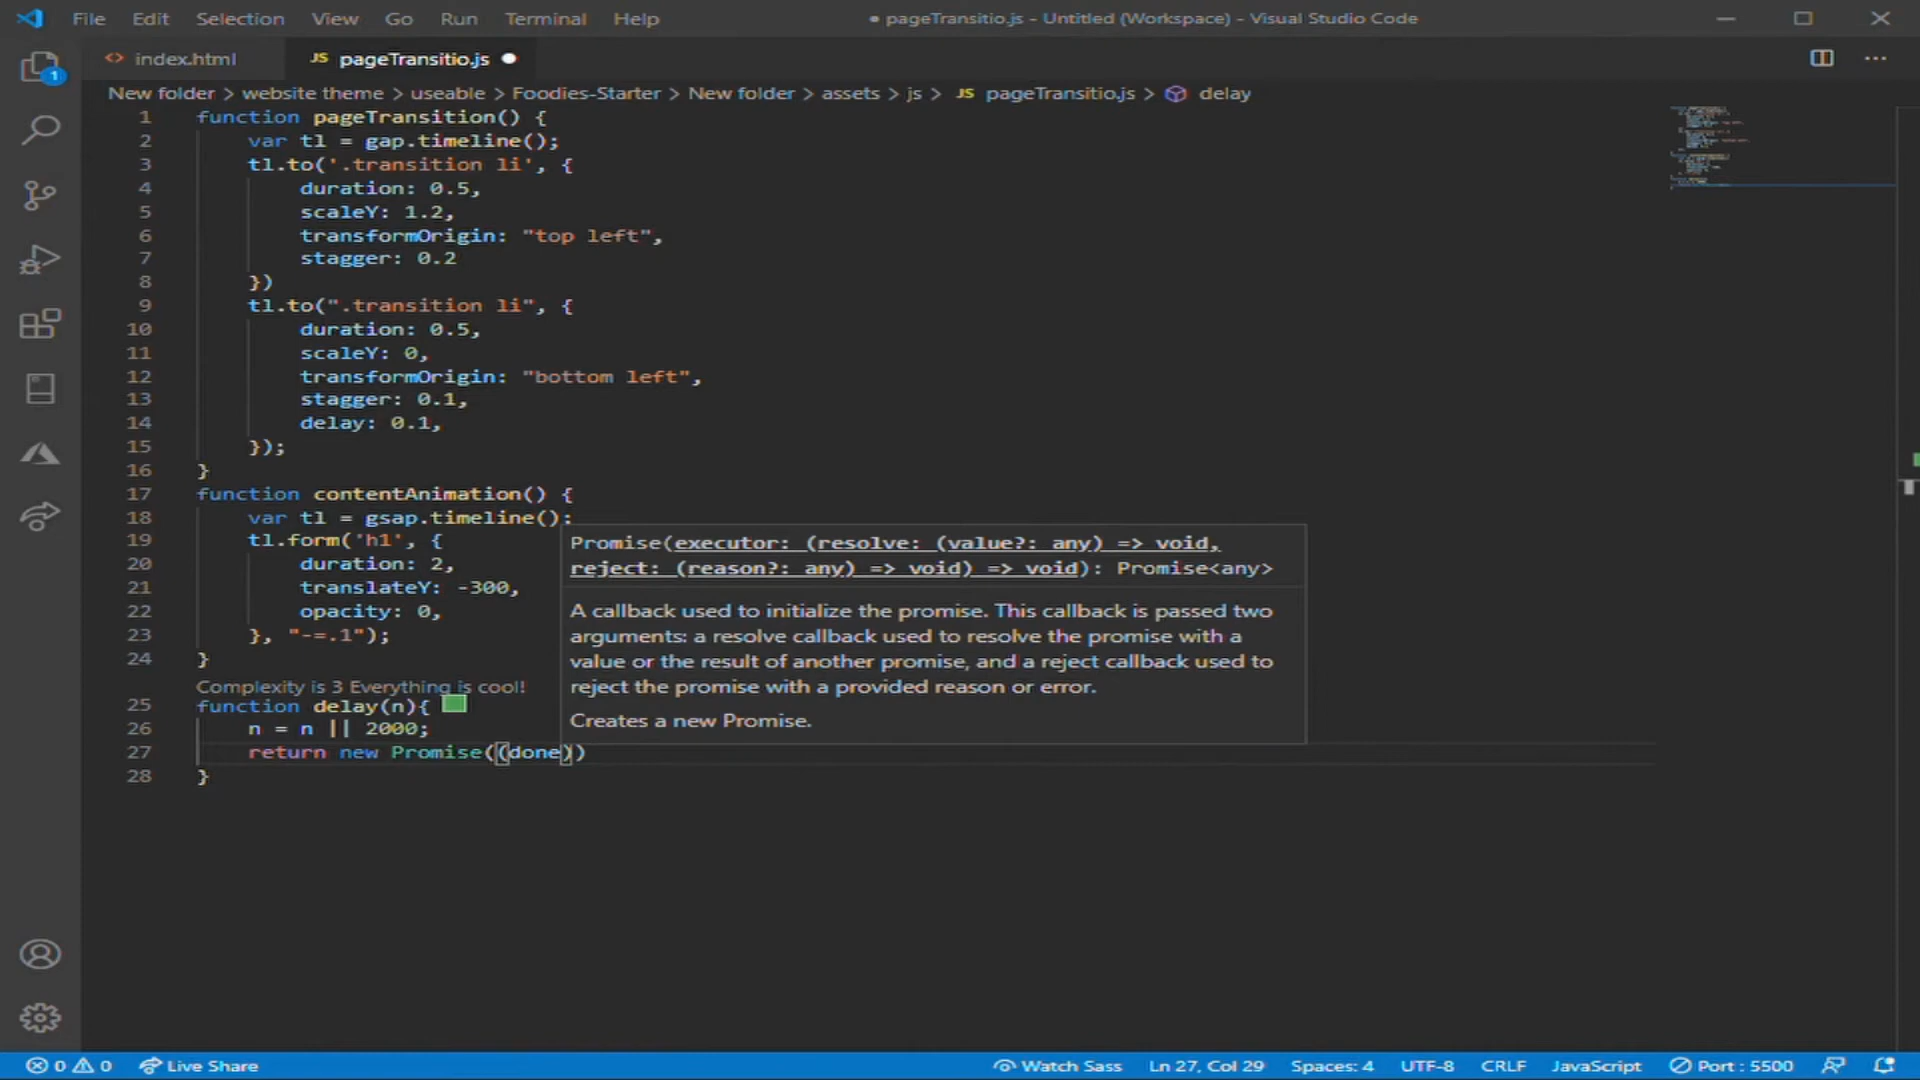 File Edit Selection View Go Run Terminal Help ● pageTransitio.js - Untitled (Workspace) - Visual Studio Code
1 <> index.html JS pageTransitio.js ●
New folder > website theme > useable > Foodies-Starter > New folder > assets > js > JS pageTransitio.js > delay
1 function pageTransition() {
2 var tl = gap.timeline();
3 tl.to('.transition li', {
4 duration: 0.5,
5 scaleY: 1.2,
6 transformOrigin: "top left",
7 stagger: 0.2
8 })
9 tl.to(".transition li", {
10 duration: 0.5,
11 scaleY: 0,
12 transformOrigin: "bottom left",
13 stagger: 0.1,
14 delay: 0.1,
15 });
16 }
17 function contentAnimation() {
18 var tl = gsap.timeline();
19 tl.form('h1', {
20 duration: 2,
21 translateY: -300,
22 opacity: 0,
23 }, "-=.1");
24 }
Promise(executor: (resolve: (value?: any) => void,
reject: (reason?: any) => void) => void): Promise<any>
A callback used to initialize the promise. This callback is passed two
arguments: a resolve callback used to resolve the promise with a
value or the result of another promise, and a reject callback used to
reject the promise with a provided reason or error.
Creates a new Promise.
Complexity is 3 Everything is cool!
25 function delay(n){
26 n = n || 2000;
27 return new Promise((done))
28 }
0 0 Live Share Watch Sass Ln 27, Col 29 Spaces: 4 UTF-8 CRLF JavaScript Port : 5500